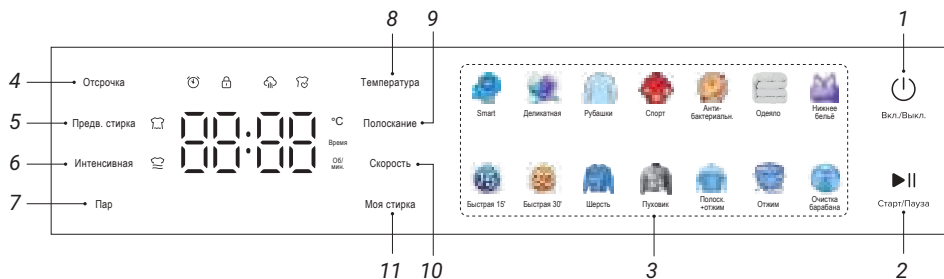 8
9
1
4
Отсрочка
Температура
5
Предв. стирка
88:88
°C
Время
Об/
мин.
Полоскание
6
Интенсивная
Скорость
7
Пар
Моя стирка
11
10
Smart
Деликатная
Рубашки
Спорт
Анти-
бактериальн.
Одеяло
Нижнее
бельё
Быстрая 15'
Быстрая 30'
Шерсть
Пуховик
Полоск.
+отжим
Отжим
Очистка
барабана
3
Вкл./Выкл.
Старт/Пауза
2